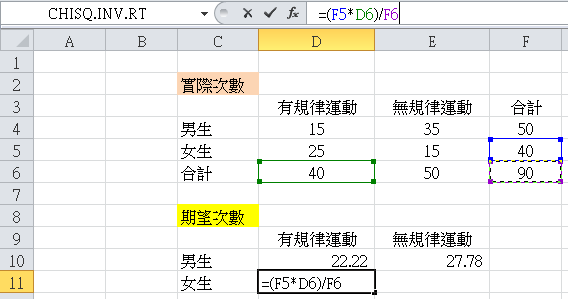 CHISQ.INV.RT =(F5*D6)/F6
A B C D E F
1
2 實際次數
3 有規律運動 無規律運動 合計
4 男生 15 35 50
5 女生 25 15 40
6 合計 40 50 90
7
8 期望次數
9 有規律運動 無規律運動
10 男生 22.22 27.78
11 女生 =(F5*D6)/F6